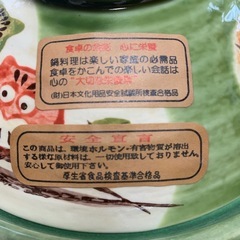 食卓の会話 心に栄養
鍋料理は楽しい家庭の必需品
食卓をかこんでの楽しい会話は
心の"大切な栄養源"
(財)日本文化用品安全試験所検査合格品
安全宣言
この商品は、環境ホルモン・有害物質が溶出
する様な原材料は、一切使用致しておりません。
安心して御使用下さい。
厚生省食品検査基準合格品